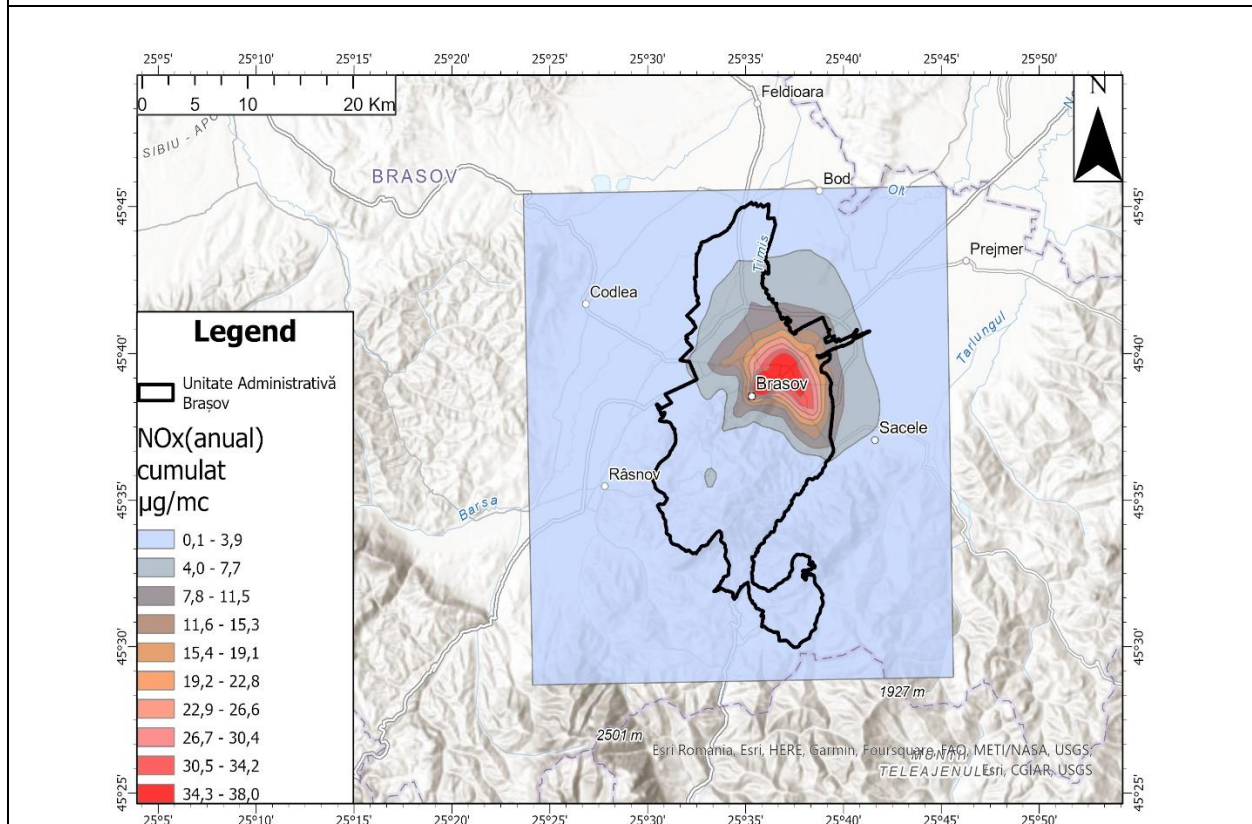 25°5' 25°10' 25°15' 25°20' 25°25' 25°30' 25°35' 25°40' 25°45' 25°50'
0 5 10 20 Km
N
Feldioara
SIBIU - APO
BRASOV
Bod
Olt
45°45' 45°45'
Timis
Prejmer
Codlea
Tarlungul
Legend
45°40' 45°40'
Unitate Administrativă
Brașov
Brasov
NOx(anual)
cumulat
µg/mc
Sacele
Râsnov
45°35' 45°35'
Barsa
0,1 - 3,9
4,0 - 7,7
7,8 - 11,5
11,6 - 15,3
15,4 - 19,1
19,2 - 22,8
22,9 - 26,6
26,7 - 30,4
30,5 - 34,2
34,3 - 38,0
45°30' 45°30'
1927 m
2501 m
Esri Romania, Esri, HERE, Garmin, Foursquare, FAO, METI/NASA, USGS;
TELEAJENUL
Esri, CGIAR, USGS
45°25' 45°25'
25°5' 25°10' 25°15' 25°20' 25°25' 25°30' 25°35' 25°40' 25°45' 25°50'